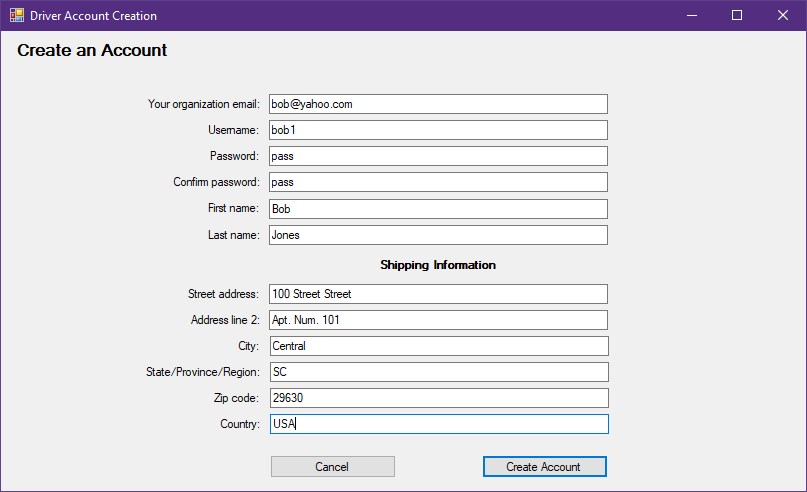 Driver Account Creation
Create an Account
Your organization email: bob@yahoo.com
Username: bob1
Password: pass
Confirm password: pass
First name: Bob
Last name: Jones
Shipping Information
Street address: 100 Street Street
Address line 2: Apt. Num. 101
City: Central
State/Province/Region: SC
Zip code: 29630
Country: USA
Cancel Create Account